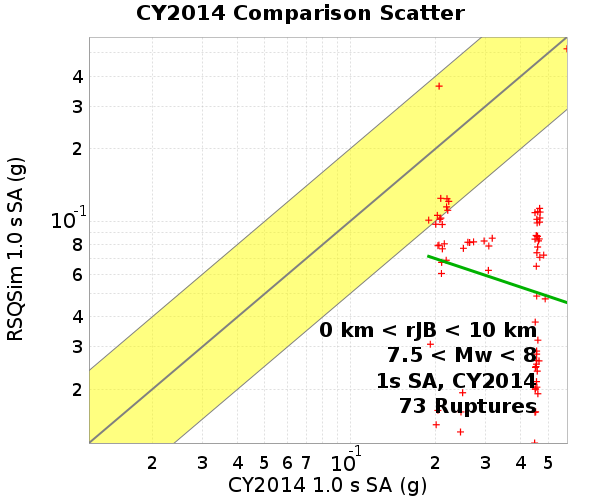 CY2014 Comparison Scatter
RSQSim 1.0 s SA (g)
4
3
2
10-1
8
6
4
3
2
0 km < rJB < 10 km
7.5 < Mw < 8
1s SA, CY2014
73 Ruptures
2 3 4 5 6 7 10-1 2 3 4 5
CY2014 1.0 s SA (g)